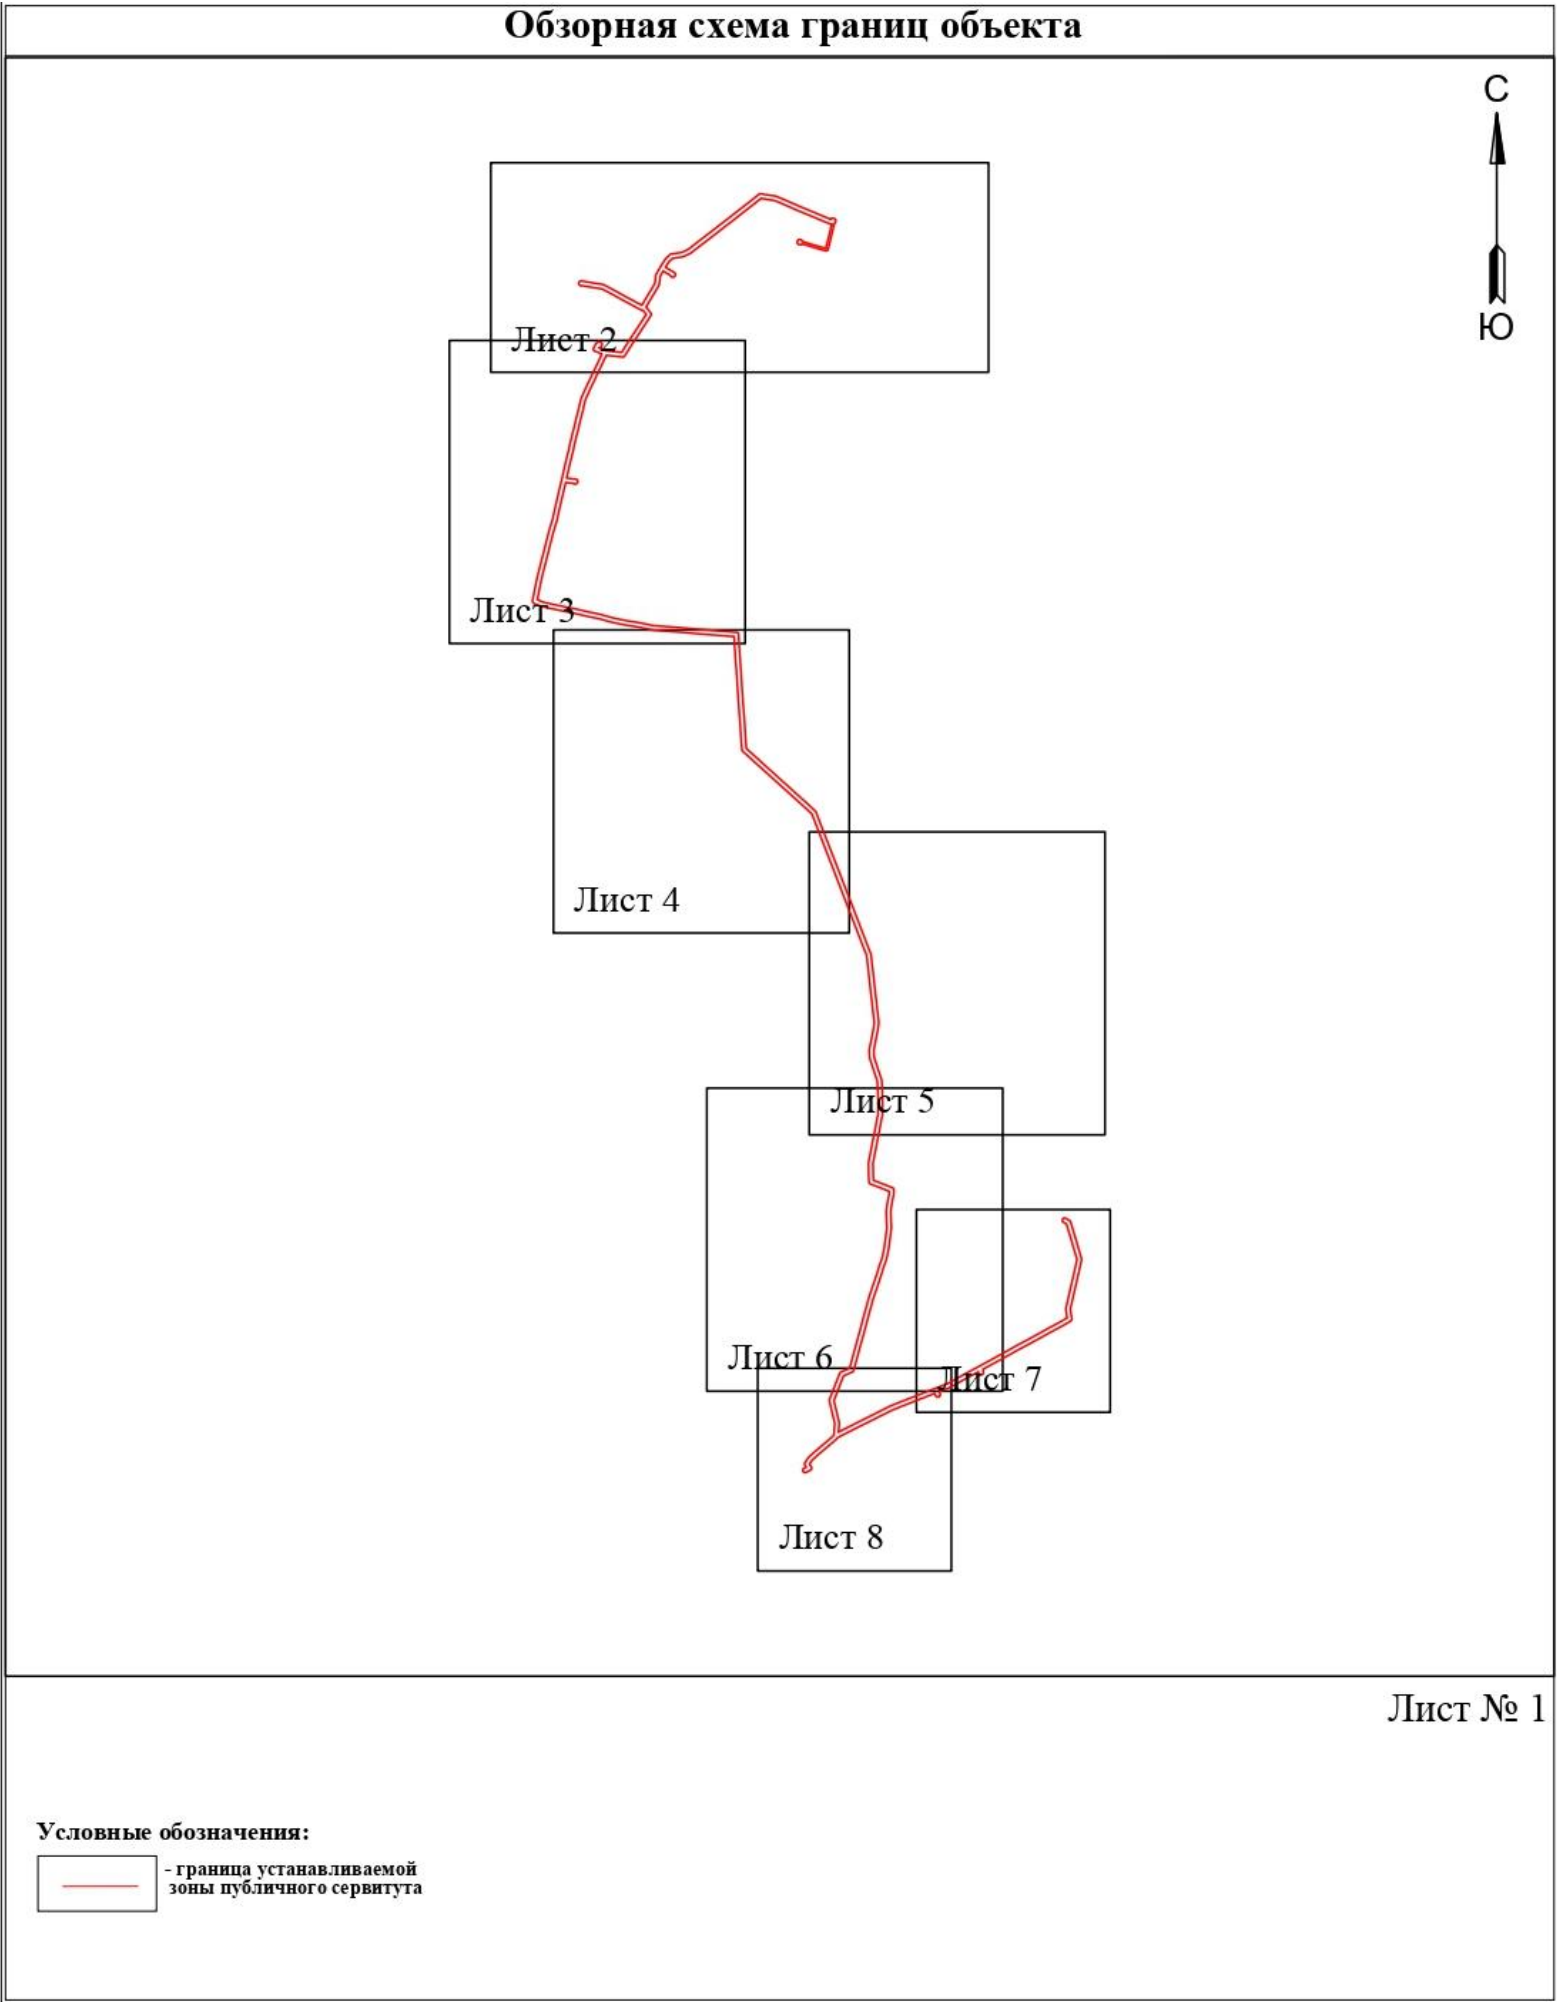 Обзорная схема границ объекта
С
Ю
Лист 2
Лист 3
Лист 4
Лист 5
Лист 6
Лист 7
Лист 8
Лист № 1
Условные обозначения:
- граница устанавливаемой
зоны публичного сервитута